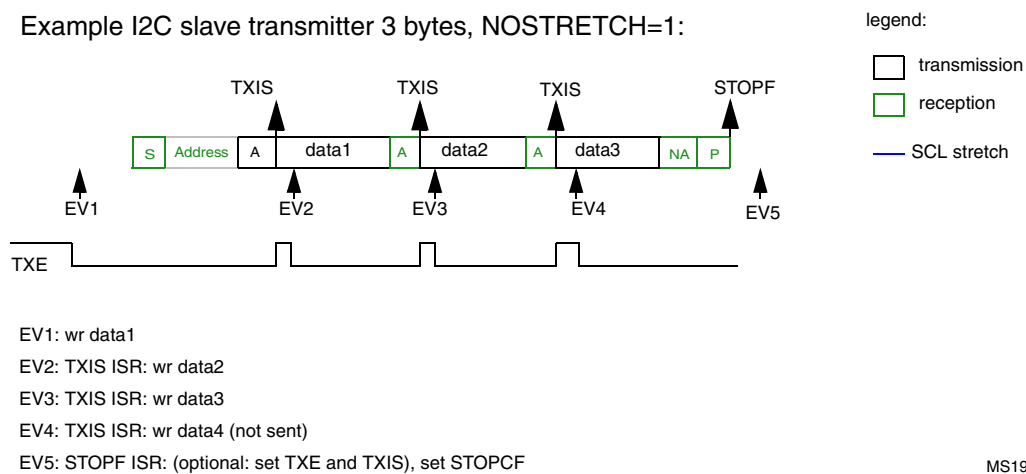 Example I2C slave transmitter 3 bytes, NOSTRETCH=1:
legend:
transmission
reception
SCL stretch
TXIS TXIS TXIS STOPF
S Address A data1 A data2 A data3 NA P
EV1 EV2 EV3 EV4 EV5
TXE
EV1: wr data1
EV2: TXIS ISR: wr data2
EV3: TXIS ISR: wr data3
EV4: TXIS ISR: wr data4 (not sent)
EV5: STOPF ISR: (optional: set TXE and TXIS), set STOPCF
MS19